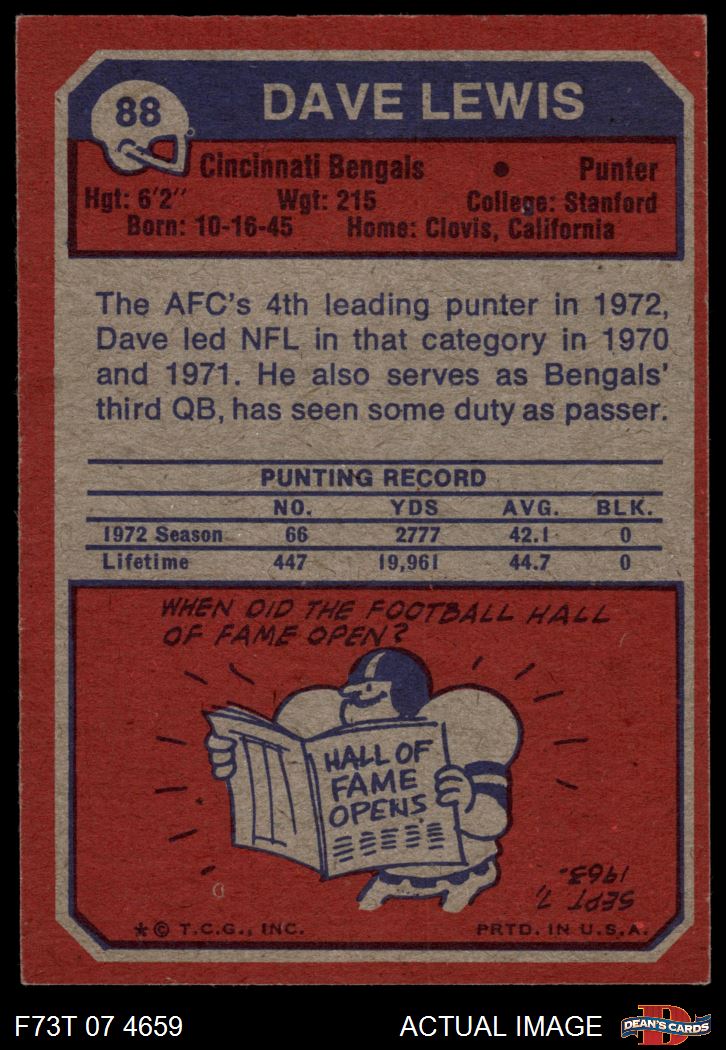 88
DAVE LEWIS
Cincinnati Bengals • Punter
Hgt: 6'2" Wgt: 215 College: Stanford
Born: 10-16-45 Home: Clovis, California
The AFC's 4th leading punter in 1972,
Dave led NFL in that category in 1970
and 1971. He also serves as Bengals'
third QB, has seen some duty as passer.
PUNTING RECORD
NO. YDS AVG. BLK.
1972 Season 66 2777 42.1 0
Lifetime 447 19,961 44.7 0
WHEN DID THE FOOTBALL HALL
OF FAME OPEN?
HALL OF
FAME
OPENS
SEPT 7,
1963.
D
* © T.C.G., INC. PRTD. IN U.S.A.
F73T 07 4659 ACTUAL IMAGE
D
DEAN'S CARDS